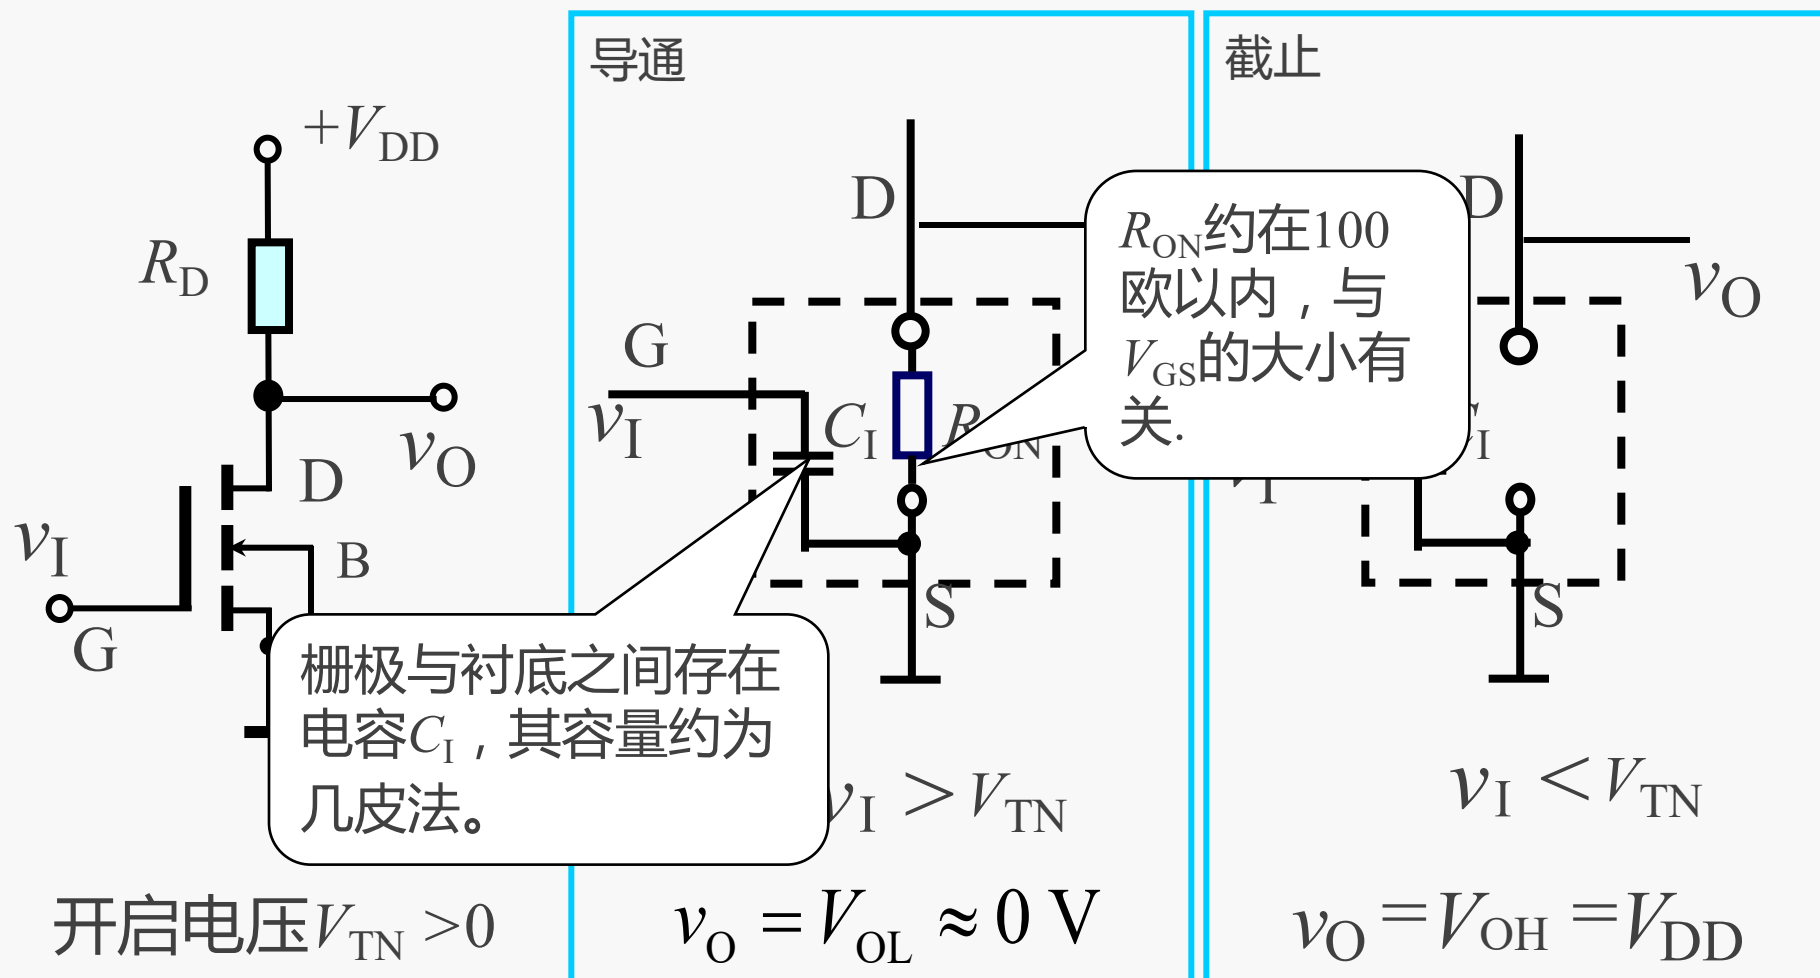 +VDD
RD
vO
D
vI
B
G
栅极与衬底之间存在
电容CI，其容量约为
几皮法。
开启电压VTN >0
导通
D
G
vI
CI
RON
S
vI > VTN
vO = VOL ≈ 0 V
RON约在100
欧以内，与
VGS的大小有
关.
截止
D
vO
CI
vI
S
vI < VTN
vO =VOH =VDD